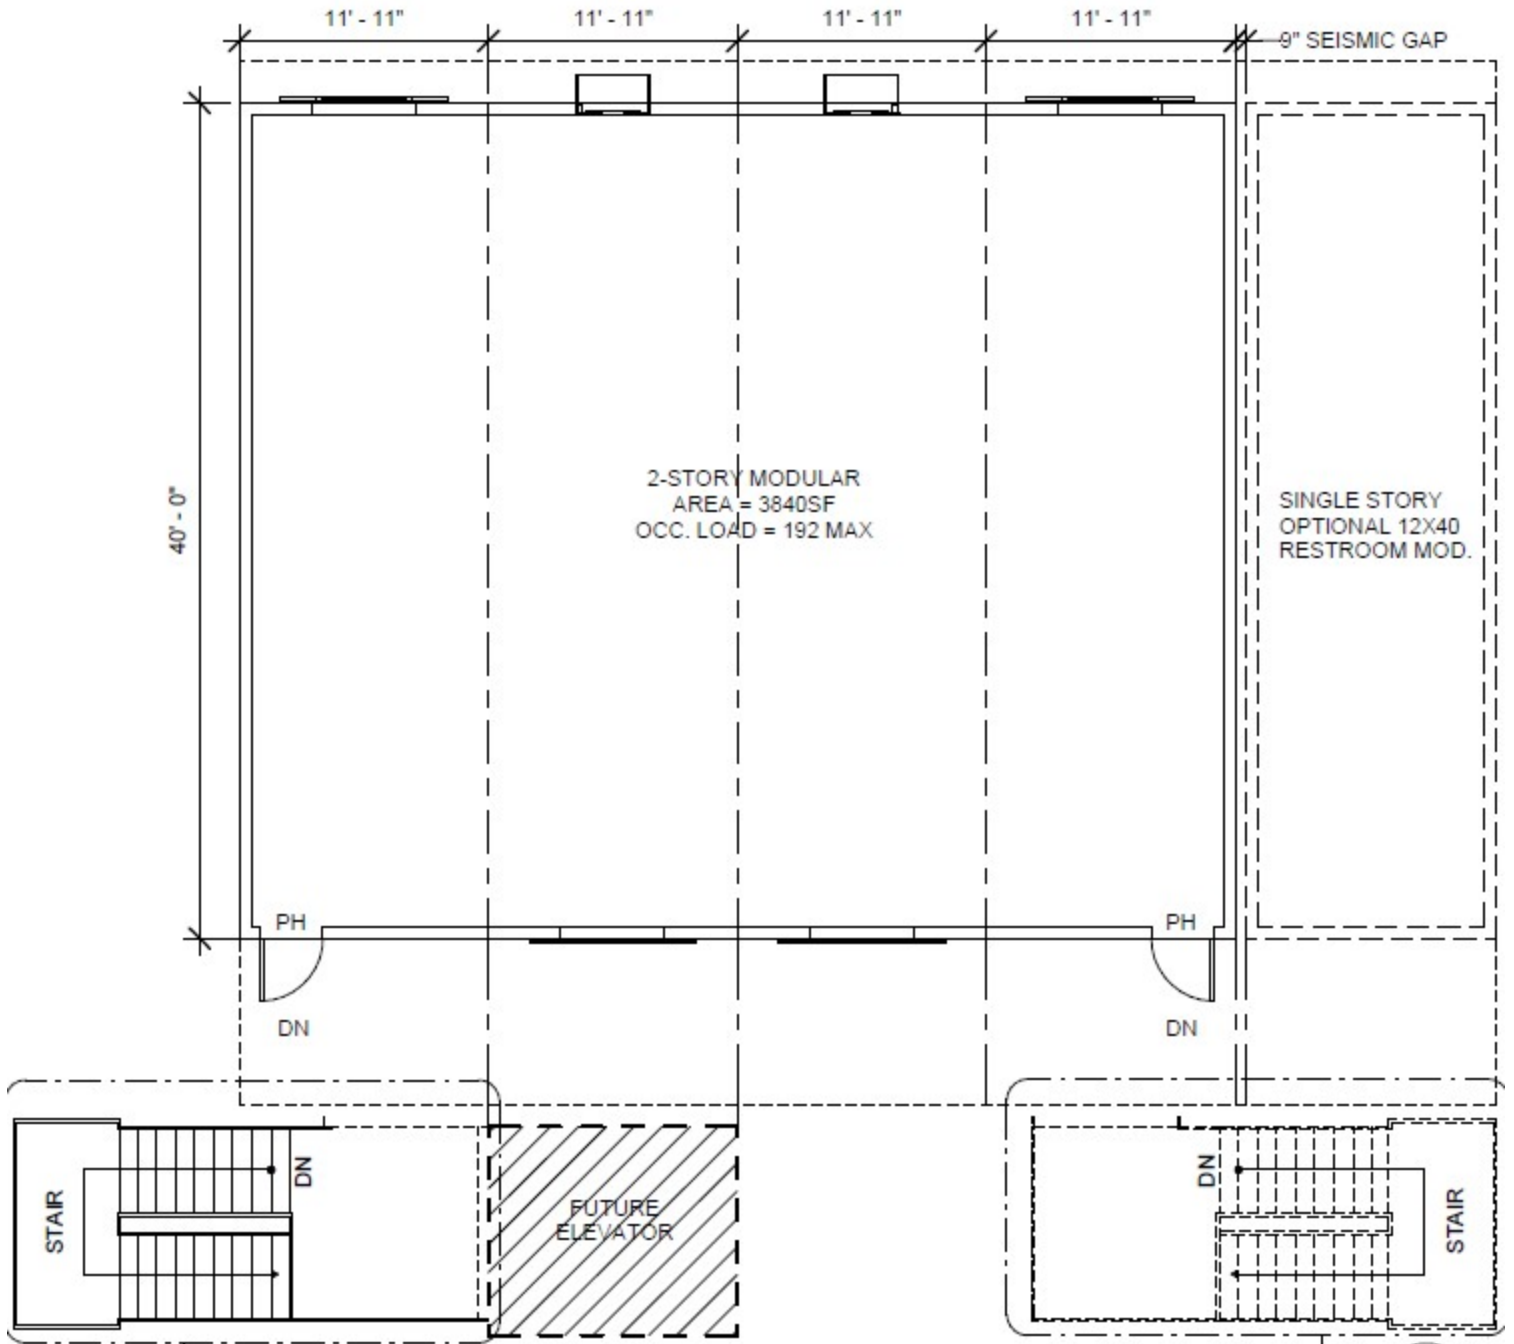 11' - 11"
11' - 11"
11' - 11"
11' - 11"
9" SEISMIC GAP
40' - 0"
2-STORY MODULAR
AREA = 3840SF
OCC. LOAD = 192 MAX
SINGLE STORY
OPTIONAL 12X40
RESTROOM MOD.
PH
PH
DN
DN
STAIR
DN
FUTURE
ELEVATOR
DN
STAIR